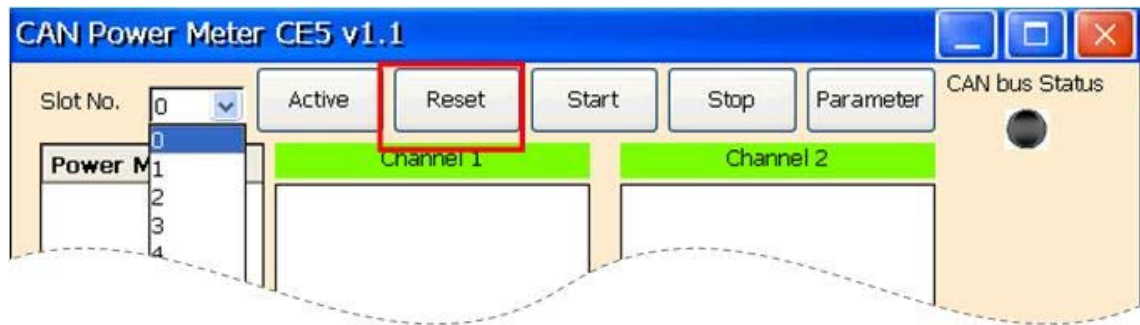 CAN Power Meter CE5 v1.1
Slot No. 0 Active Reset Start Stop Parameter CAN bus Status
0
Power M Channel 1 Channel 2
1
2
3
4